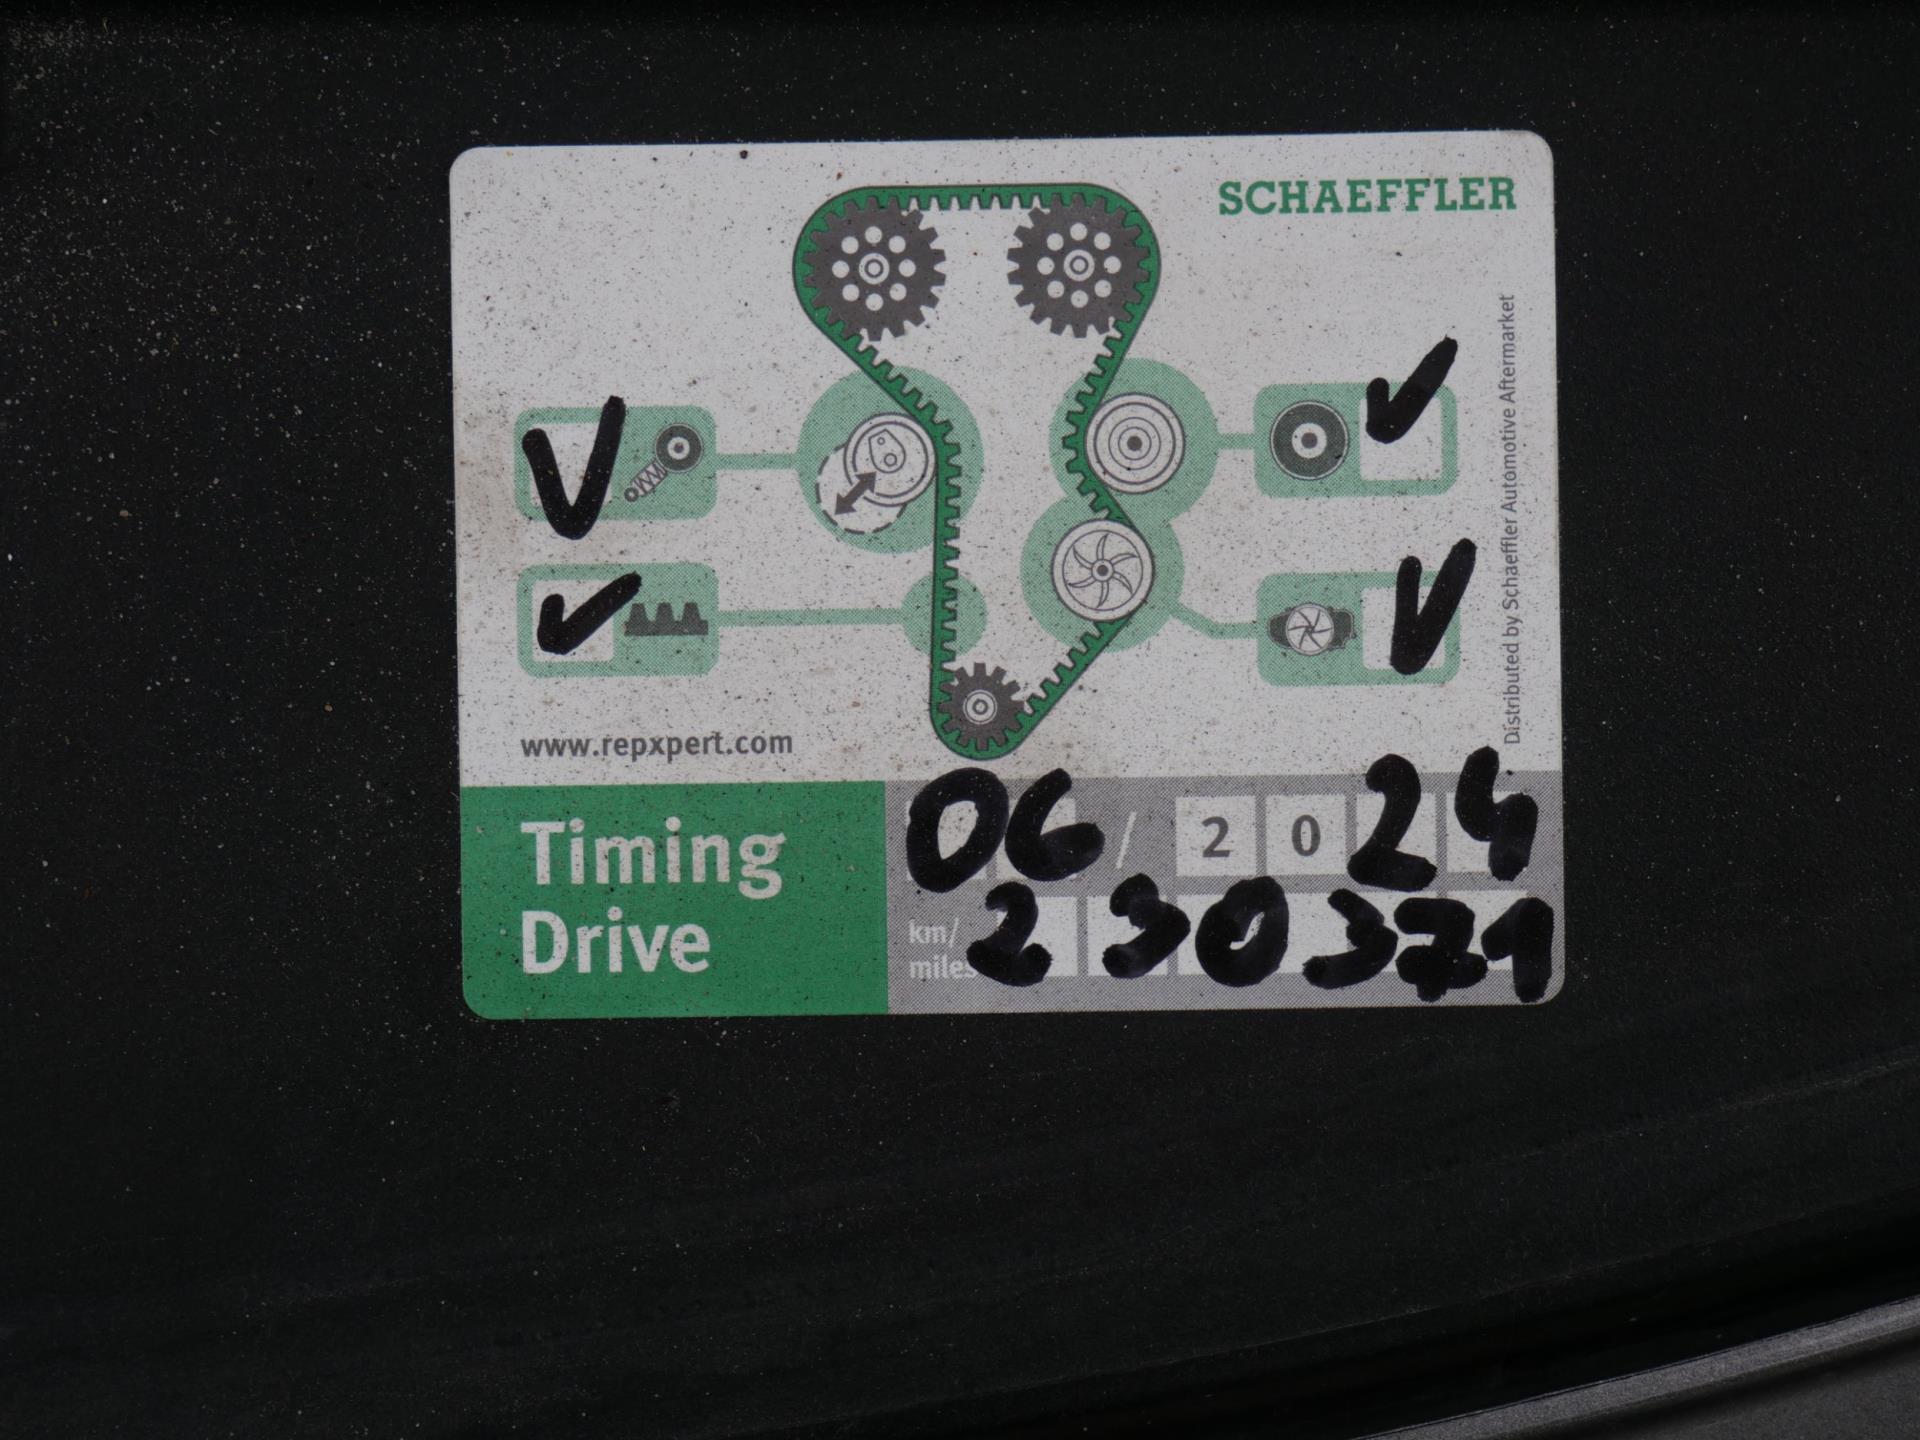 SCHAEFFLER
Distributed by Schaeffler Automotive Aftermarket
www.repxpert.com
Timing
Drive
06 / 2024
km/
miles
230371